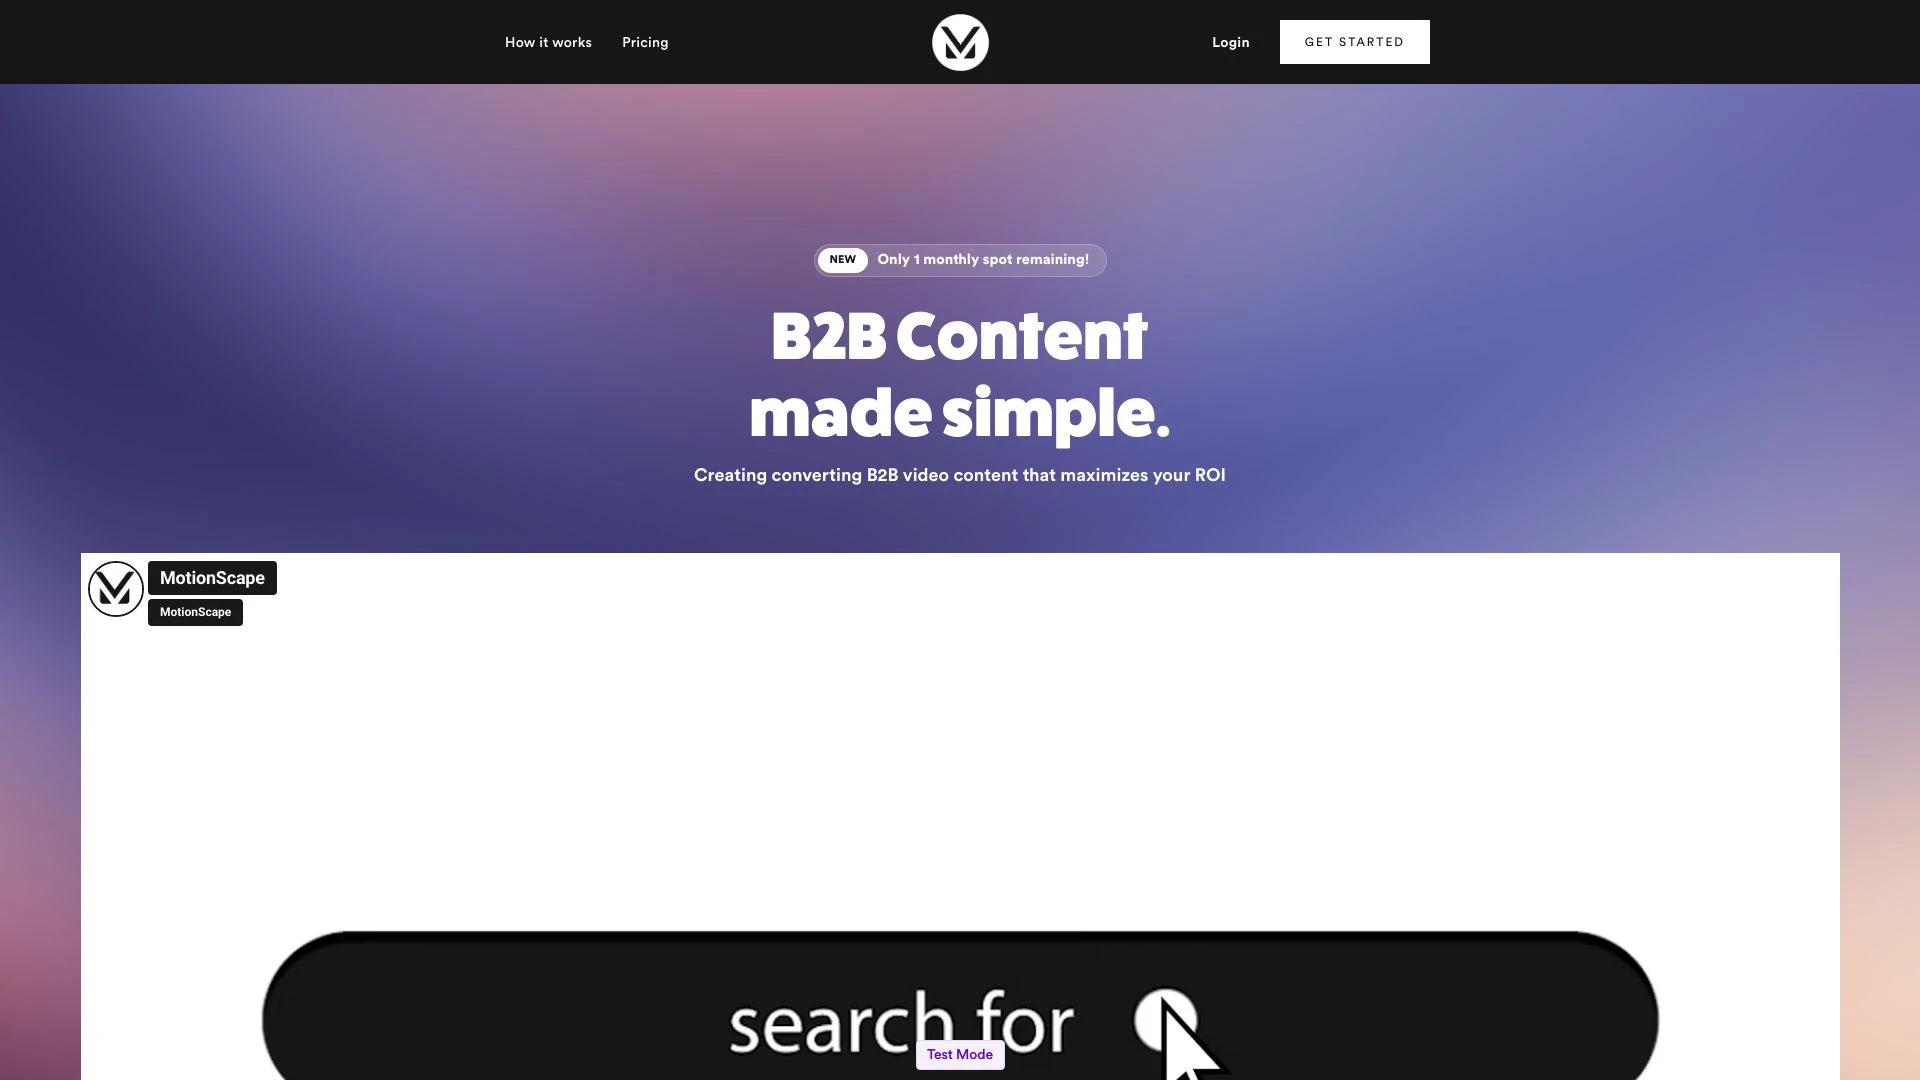 How it works
Pricing
Login
GET STARTED
NEW Only 1 monthly spot remaining!
B2B Content
made simple.
Creating converting B2B video content that maximizes your ROI
MotionScape
MotionScape
search for
Test Mode